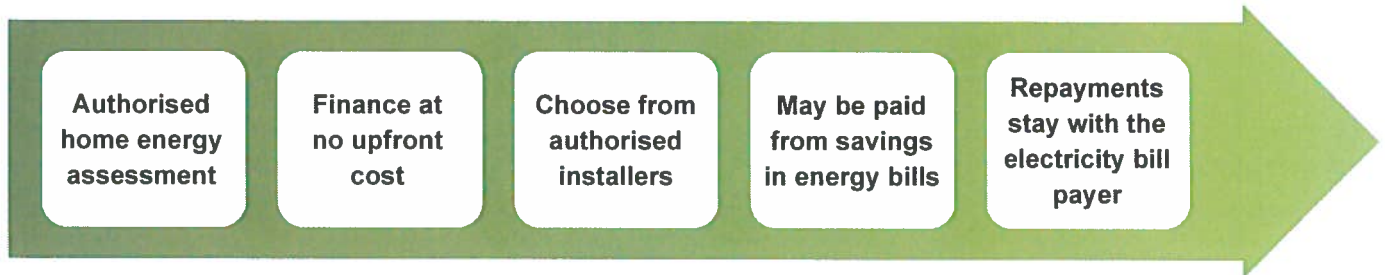 Authorised
home energy
assessment
Finance at
no upfront
cost
Choose from
authorised
installers
May be paid
from savings
in energy bills
Repayments
stay with the
electricity bill
payer